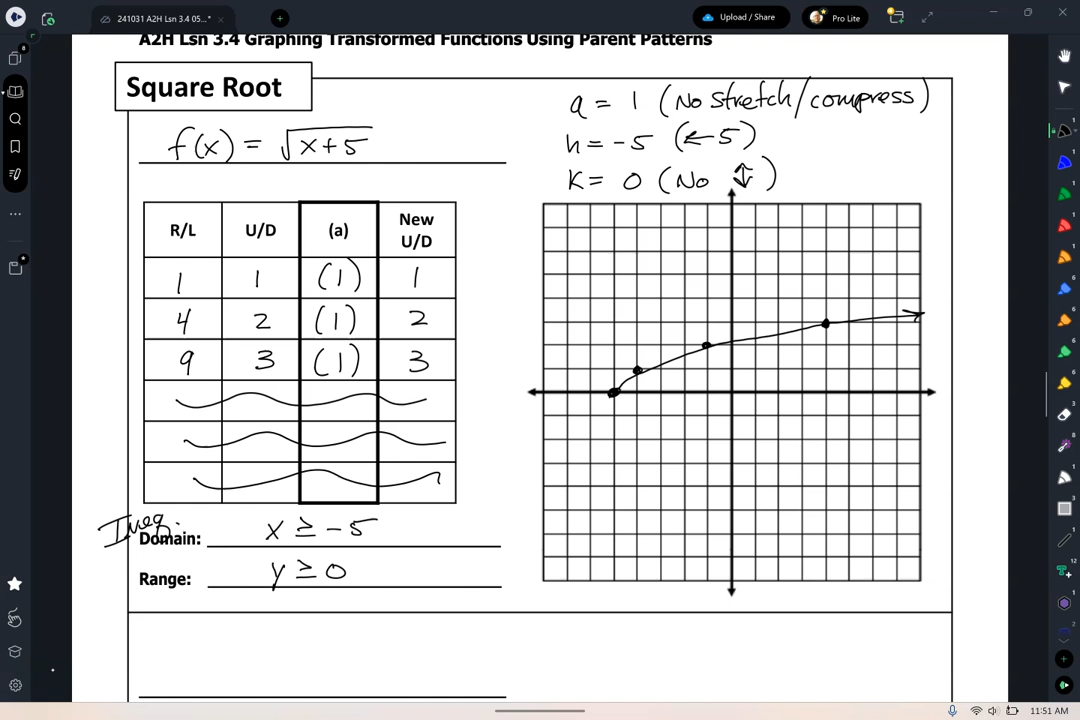 241031 A2H Lsn 3.4 05...*
Upload / Share
Pro Lite
A2H Lsn 3.4 Graphing Transformed Functions Using Parent Patterns
Square Root
a = 1 (No stretch/compress)
f(x) = √x+5
h = -5 (←5)
K = 0 (No ↕)
R/L U/D (a) New U/D
1 1 (1) 1
4 2 (1) 2
9 3 (1) 3
Ineq.
Domain: x ≥ -5
Range: y ≥ 0
11:51 AM